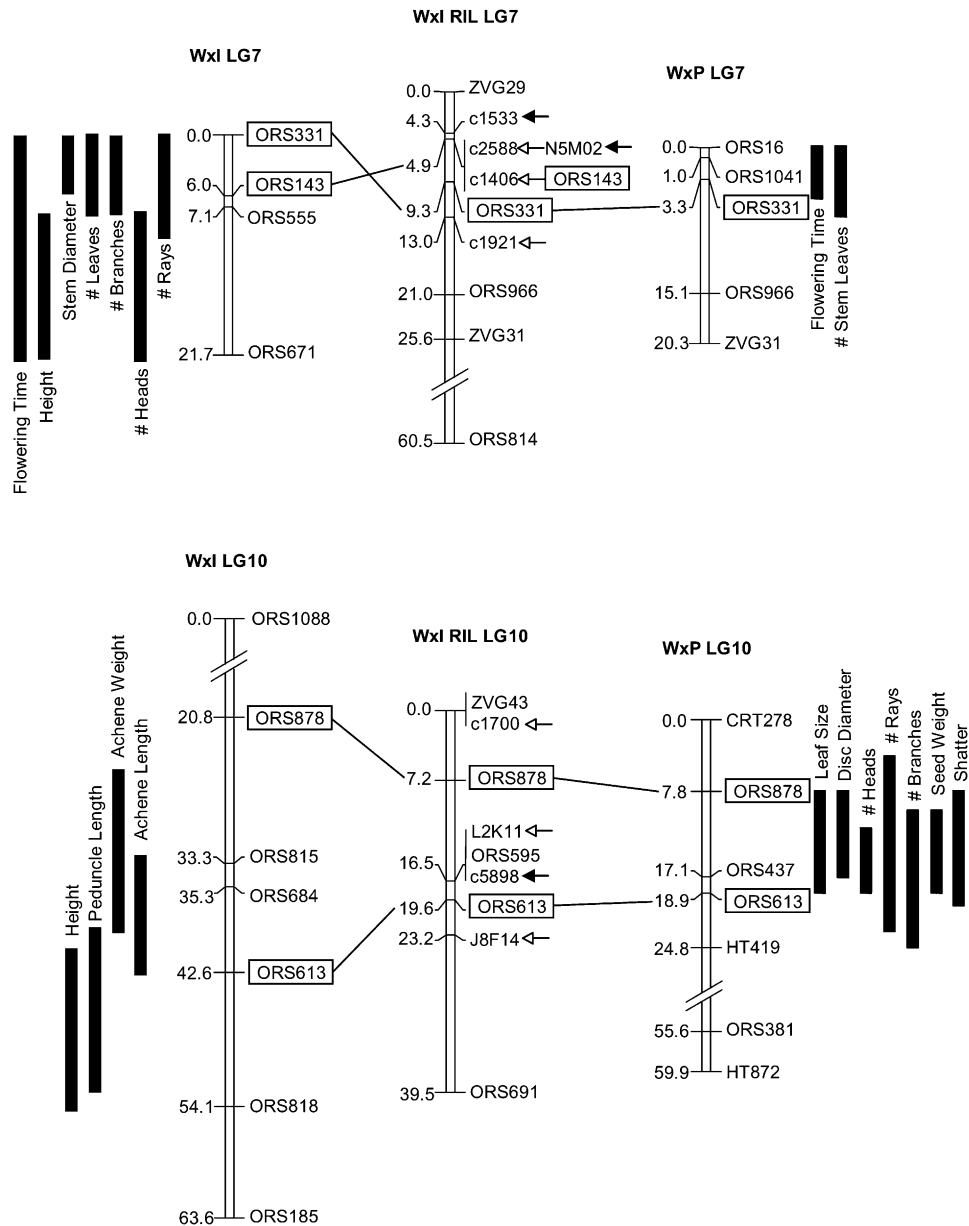 WxI RIL LG7
WxI LG7
WxP LG7
0.0 ORS331
6.0 ORS143
7.1 ORS555
21.7 ORS671
Flowering Time
Height
Stem Diameter
# Leaves
# Branches
# Heads
# Rays
0.0 ZVG29
4.3 c1533
4.9 c2588 N5M02
c1406 ORS143
9.3 ORS331
13.0 c1921
21.0 ORS966
25.6 ZVG31
60.5 ORS814
0.0 ORS16
1.0 ORS1041
3.3 ORS331
15.1 ORS966
20.3 ZVG31
Flowering Time
# Stem Leaves
WxI LG10
WxI RIL LG10
WxP LG10
0.0 ORS1088
20.8 ORS878
33.3 ORS815
35.3 ORS684
42.6 ORS613
54.1 ORS818
63.6 ORS185
Height
Peduncle Length
Achene Weight
Achene Length
0.0 ZVG43
c1700
7.2 ORS878
L2K11
ORS595
16.5 c5898
19.6 ORS613
23.2 J8F14
39.5 ORS691
0.0 CRT278
7.8 ORS878
17.1 ORS437
18.9 ORS613
24.8 HT419
55.6 ORS381
59.9 HT872
Leaf Size
Disc Diameter
# Heads
# Rays
# Branches
Seed Weight
Shatter